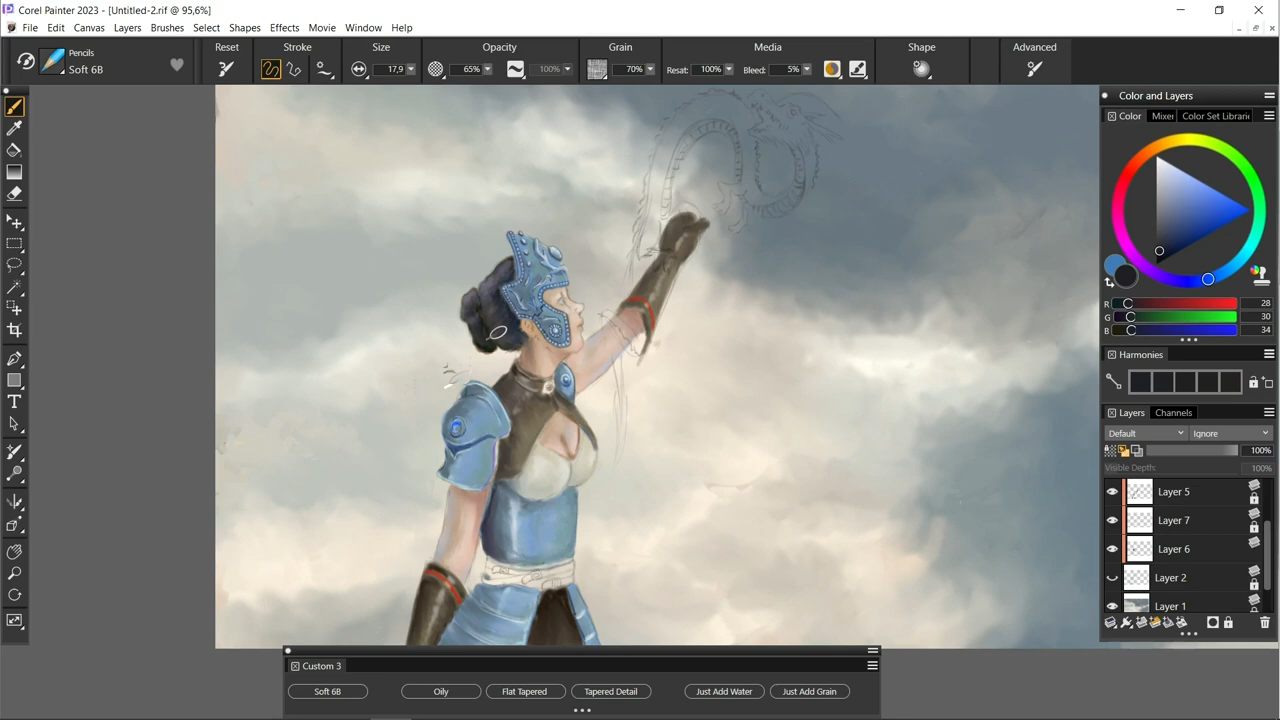 Corel Painter 2023 - [Untitled-2.rif @ 95,6%]
File Edit Canvas Layers Brushes Select Shapes Effects Movie Window Help
Reset Stroke Size Opacity Grain Media Shape Advanced
Pencils
Soft 6B
17,9 65% 100% 70% Resat: 100% Bleed: 5%
Color and Layers
Color Mixer Color Set Librari
R 28
G 30
B 34
Harmonies
Layers Channels
Default Ignore
100%
Visible Depth: 100%
Layer 5
Layer 7
Layer 6
Layer 2
Layer 1
Custom 3
Soft 6B Oily Flat Tapered Tapered Detail Just Add Water Just Add Grain